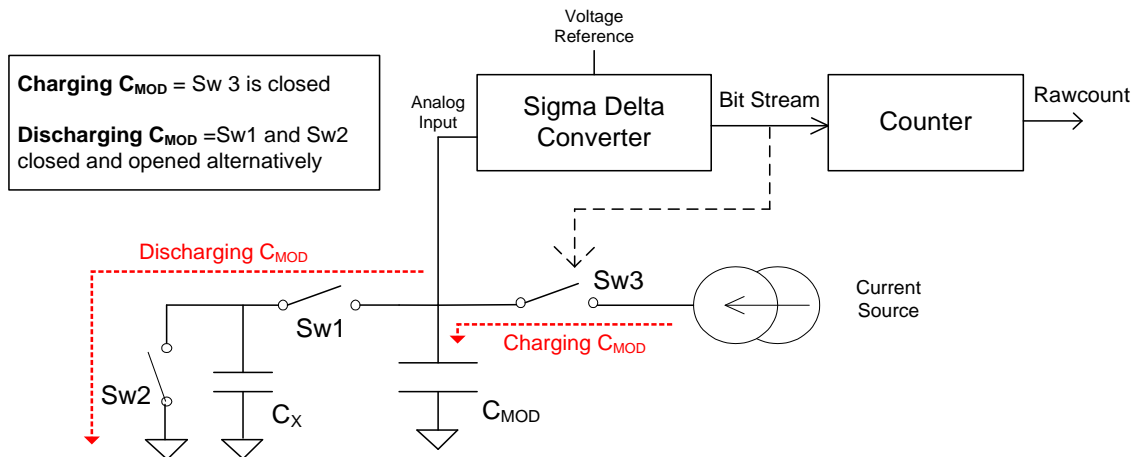 Voltage
Reference
Charging CMOD = Sw 3 is closed
Discharging CMOD =Sw1 and Sw2
closed and opened alternatively
Analog
Input
Sigma Delta
Converter
Bit Stream
Counter
Rawcount
Discharging CMOD
Sw1
Sw3
Current
Source
Charging CMOD
Sw2
CX
CMOD